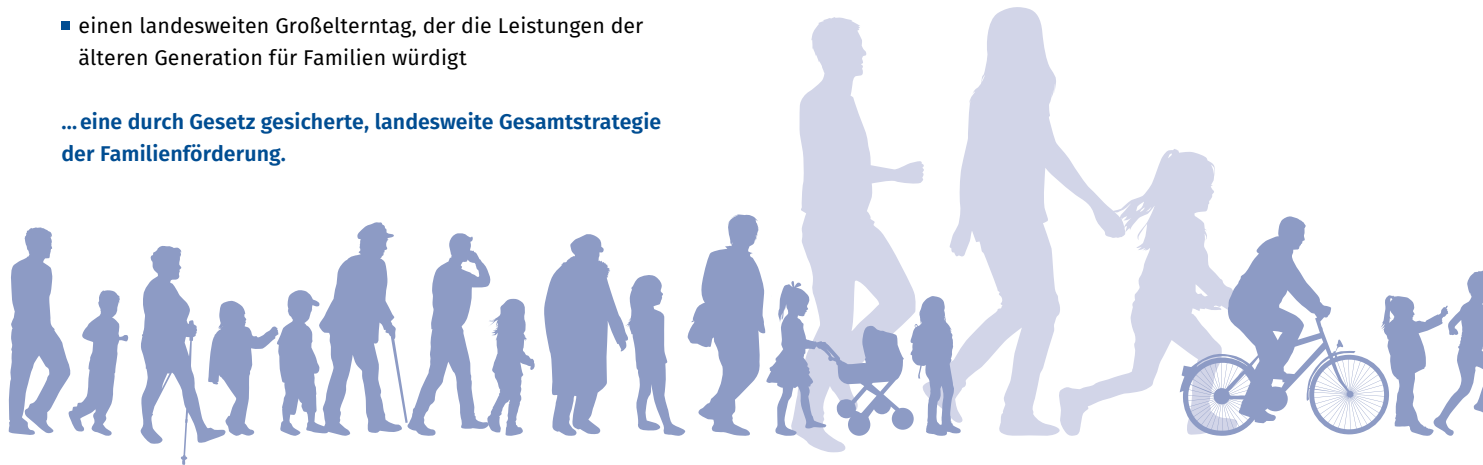 ▪ einen landesweiten Großelterntag, der die Leistungen der
älteren Generation für Familien würdigt
... eine durch Gesetz gesicherte, landesweite Gesamtstrategie
der Familienförderung.